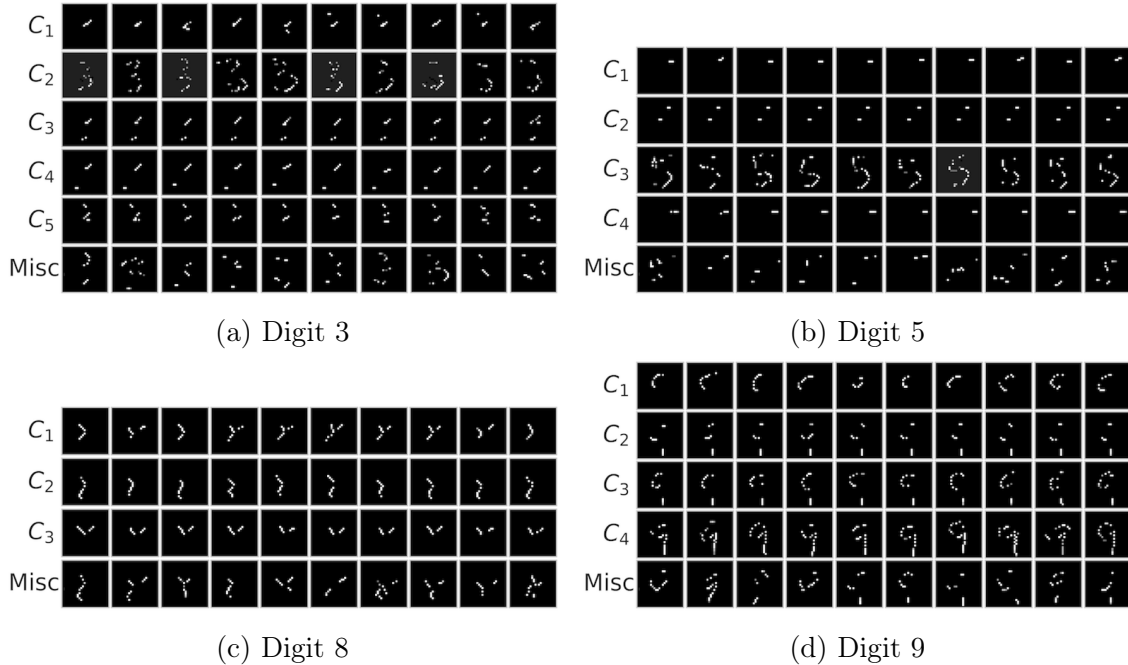 C₁
C₂
C₃
C₄
C₅
Misc
(a) Digit 3
C₁
C₂
C₃
C₄
Misc
(b) Digit 5
C₁
C₂
C₃
Misc
(c) Digit 8
C₁
C₂
C₃
C₄
Misc
(d) Digit 9